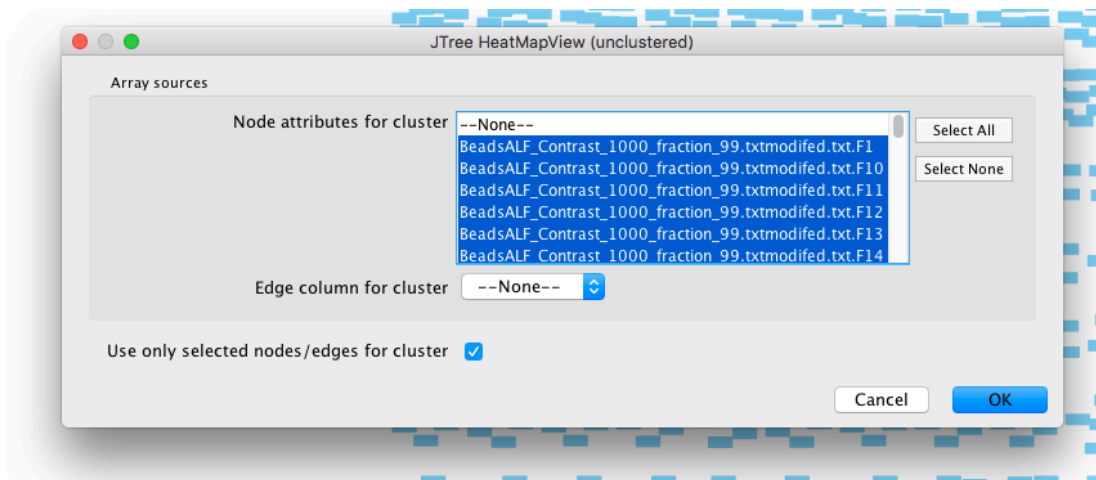 JTree HeatMapView (unclustered)
Array sources
Node attributes for cluster
--None--
BeadsALF_Contrast_1000_fraction_99.txtmodifed.txt.F1
BeadsALF_Contrast_1000_fraction_99.txtmodifed.txt.F10
BeadsALF_Contrast_1000_fraction_99.txtmodifed.txt.F11
BeadsALF_Contrast_1000_fraction_99.txtmodifed.txt.F12
BeadsALF_Contrast_1000_fraction_99.txtmodifed.txt.F13
BeadsALF_Contrast_1000_fraction_99.txtmodifed.txt.F14
Select All
Select None
Edge column for cluster
--None--
Use only selected nodes/edges for cluster
Cancel
OK